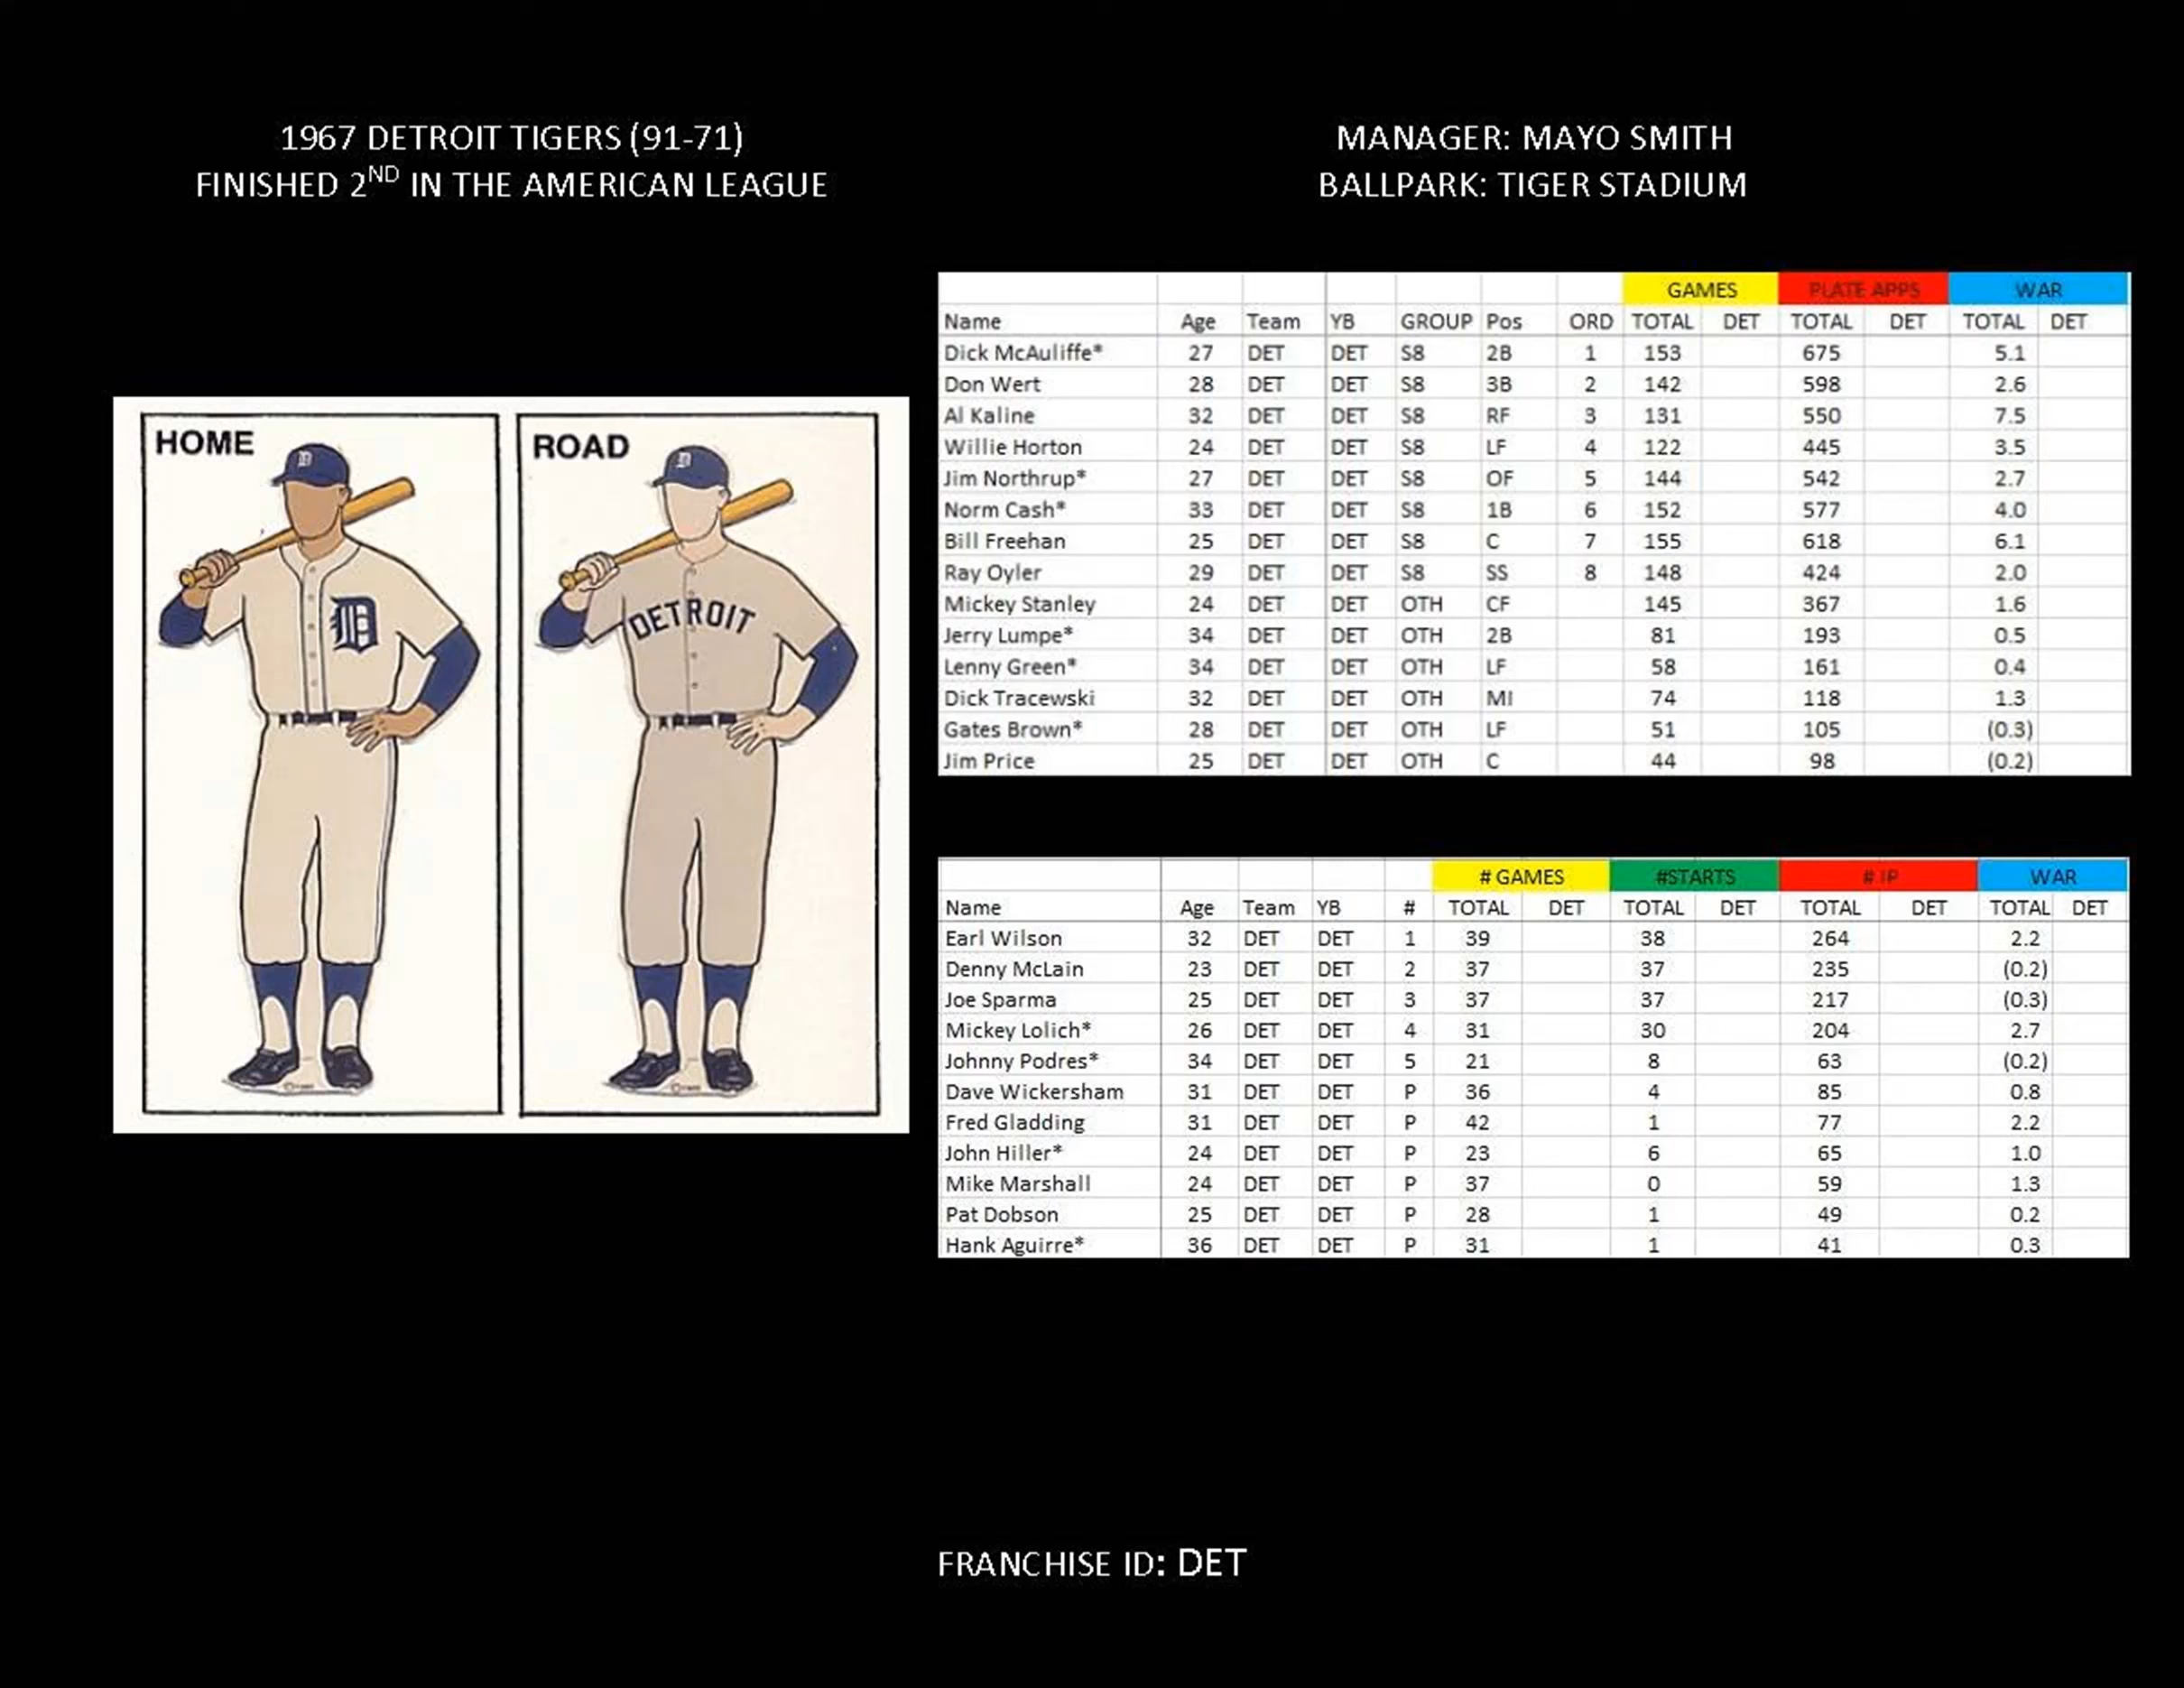 1967 DETROIT TIGERS (91-71)
FINISHED 2ND IN THE AMERICAN LEAGUE
MANAGER: MAYO SMITH
BALLPARK: TIGER STADIUM
HOME
ROAD
D
D
D
DETROIT
GAMES PLATE APPS WAR
Name Age Team YB GROUP Pos ORD TOTAL DET TOTAL DET TOTAL DET
Dick McAuliffe* 27 DET DET S8 2B 1 153 675 5.1
Don Wert 28 DET DET S8 3B 2 142 598 2.6
Al Kaline 32 DET DET S8 RF 3 131 550 7.5
Willie Horton 24 DET DET S8 LF 4 122 445 3.5
Jim Northrup* 27 DET DET S8 OF 5 144 542 2.7
Norm Cash* 33 DET DET S8 1B 6 152 577 4.0
Bill Freehan 25 DET DET S8 C 7 155 618 6.1
Ray Oyler 29 DET DET S8 SS 8 148 424 2.0
Mickey Stanley 24 DET DET OTH CF 145 367 1.6
Jerry Lumpe* 34 DET DET OTH 2B 81 193 0.5
Lenny Green* 34 DET DET OTH LF 58 161 0.4
Dick Tracewski 32 DET DET OTH MI 74 118 1.3
Gates Brown* 28 DET DET OTH LF 51 105 (0.3)
Jim Price 25 DET DET OTH C 44 98 (0.2)
# GAMES #STARTS # IP WAR
Name Age Team YB # TOTAL DET TOTAL DET TOTAL DET TOTAL DET
Earl Wilson 32 DET DET 1 39 38 264 2.2
Denny McLain 23 DET DET 2 37 37 235 (0.2)
Joe Sparma 25 DET DET 3 37 37 217 (0.3)
Mickey Lolich* 26 DET DET 4 31 30 204 2.7
Johnny Podres* 34 DET DET 5 21 8 63 (0.2)
Dave Wickersham 31 DET DET P 36 4 85 0.8
Fred Gladding 31 DET DET P 42 1 77 2.2
John Hiller* 24 DET DET P 23 6 65 1.0
Mike Marshall 24 DET DET P 37 0 59 1.3
Pat Dobson 25 DET DET P 28 1 49 0.2
Hank Aguirre* 36 DET DET P 31 1 41 0.3
FRANCHISE ID: DET